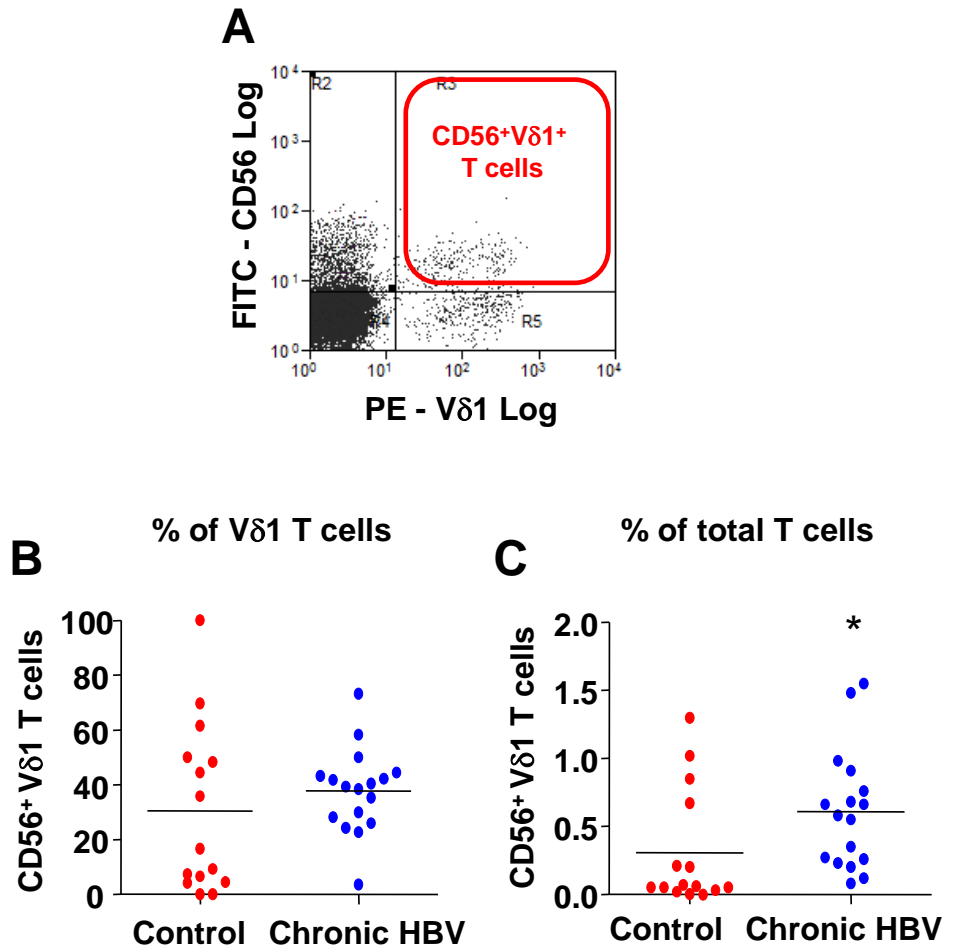 A
R2
R3
CD56⁺Vδ1⁺
T cells
R5
10⁴
10³
10²
10¹
10⁰
FITC - CD56 Log
10⁰ 10¹ 10² 10³ 10⁴
PE - Vδ1 Log
B
% of Vδ1 T cells
CD56⁺ Vδ1 T cells
100
80
60
40
20
0
Control Chronic HBV
C
% of total T cells
*
CD56⁺ Vδ1 T cells
2.0
1.5
1.0
0.5
0.0
Control Chronic HBV